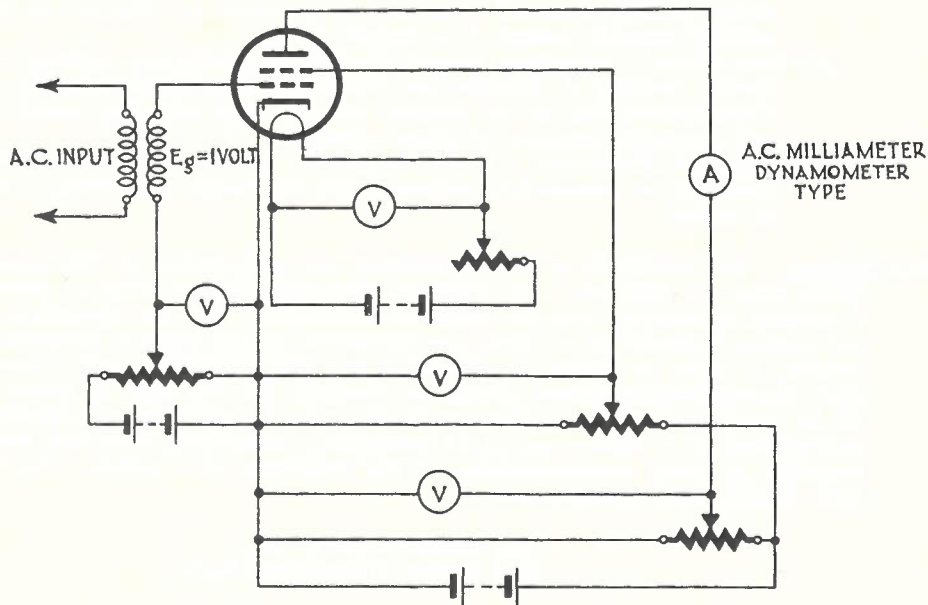 A.C. INPUT
Eg=1VOLT
A
A.C. MILLIAMETER
DYNAMOMETER
TYPE
V
V
V
V